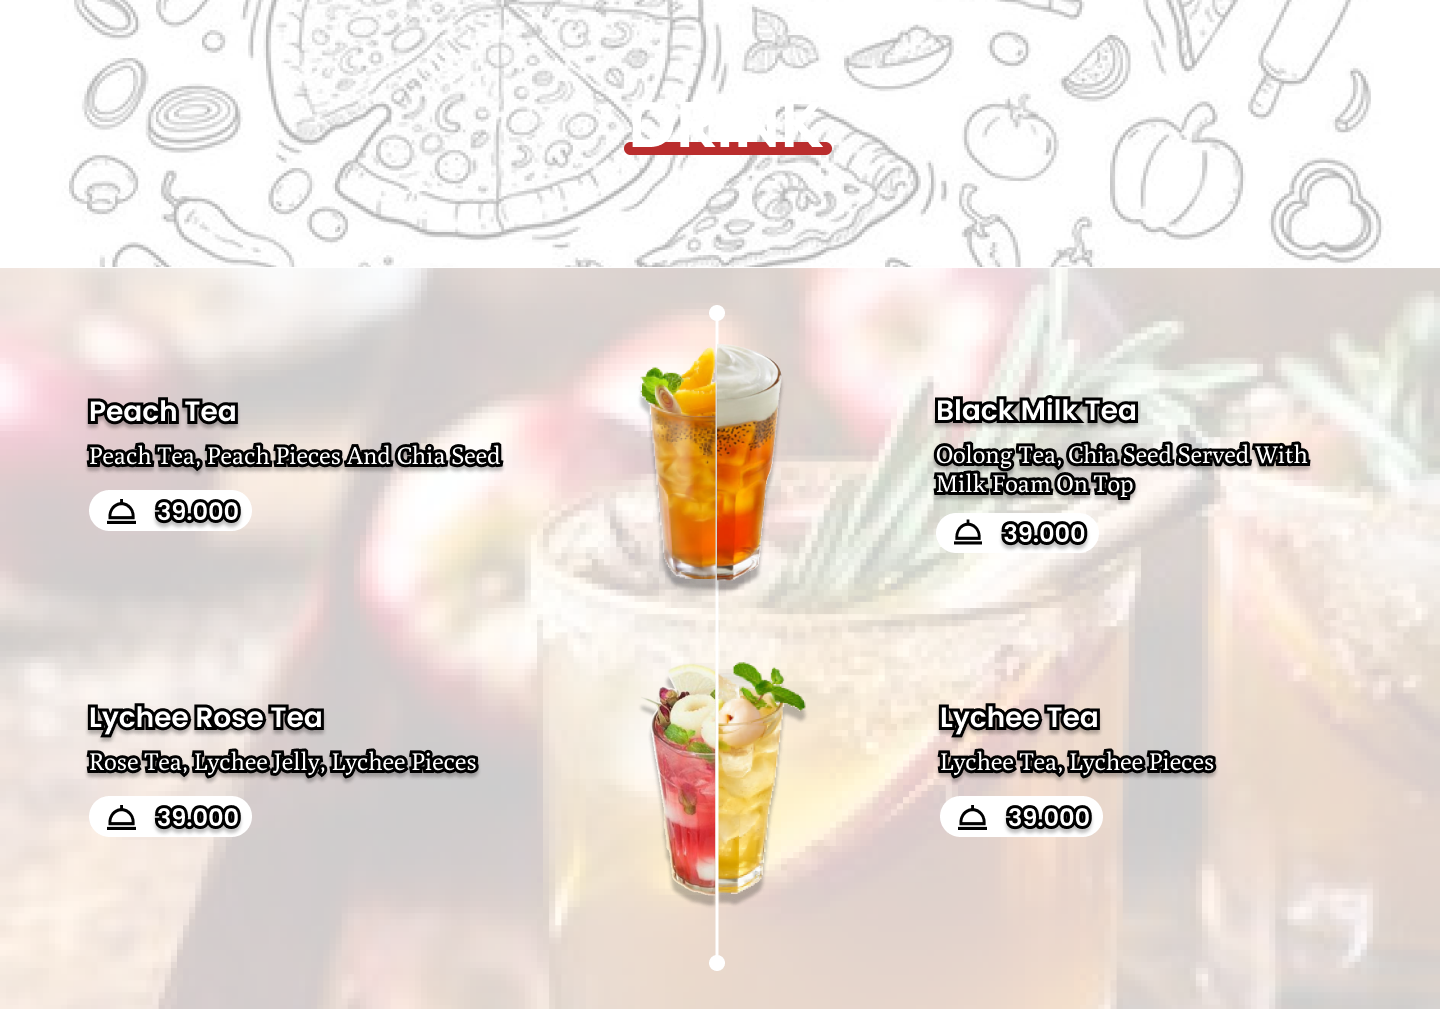 DRINK
Peach Tea
Peach Tea, Peach Pieces And Chia Seed
39.000
Black Milk Tea
Oolong Tea, Chia Seed Served With
Milk Foam On Top
39.000
Lychee Rose Tea
Rose Tea, Lychee Jelly, Lychee Pieces
39.000
Lychee Tea
Lychee Tea, Lychee Pieces
39.000